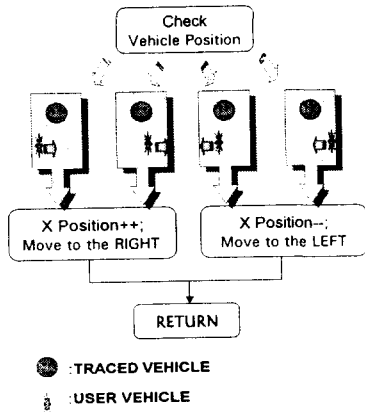 Check
Vehicle Position
X Position++;
Move to the RIGHT
X Position--;
Move to the LEFT
RETURN
:TRACED VEHICLE
:USER VEHICLE